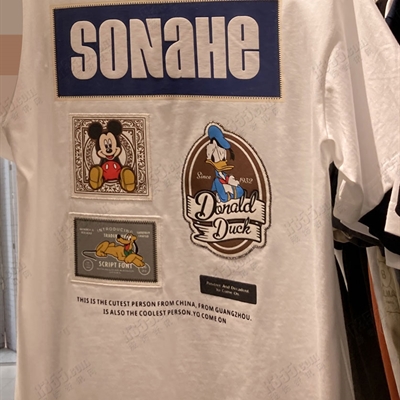 SONAHE
Since
Donald
Duck
INTRODUCING
SCRIPT FONT
THIS IS THE CUTEST PERSON FROM CHINA, FROM GUANGZHOU.
IS ALSO THE COOLEST PERSON, YO COME ON